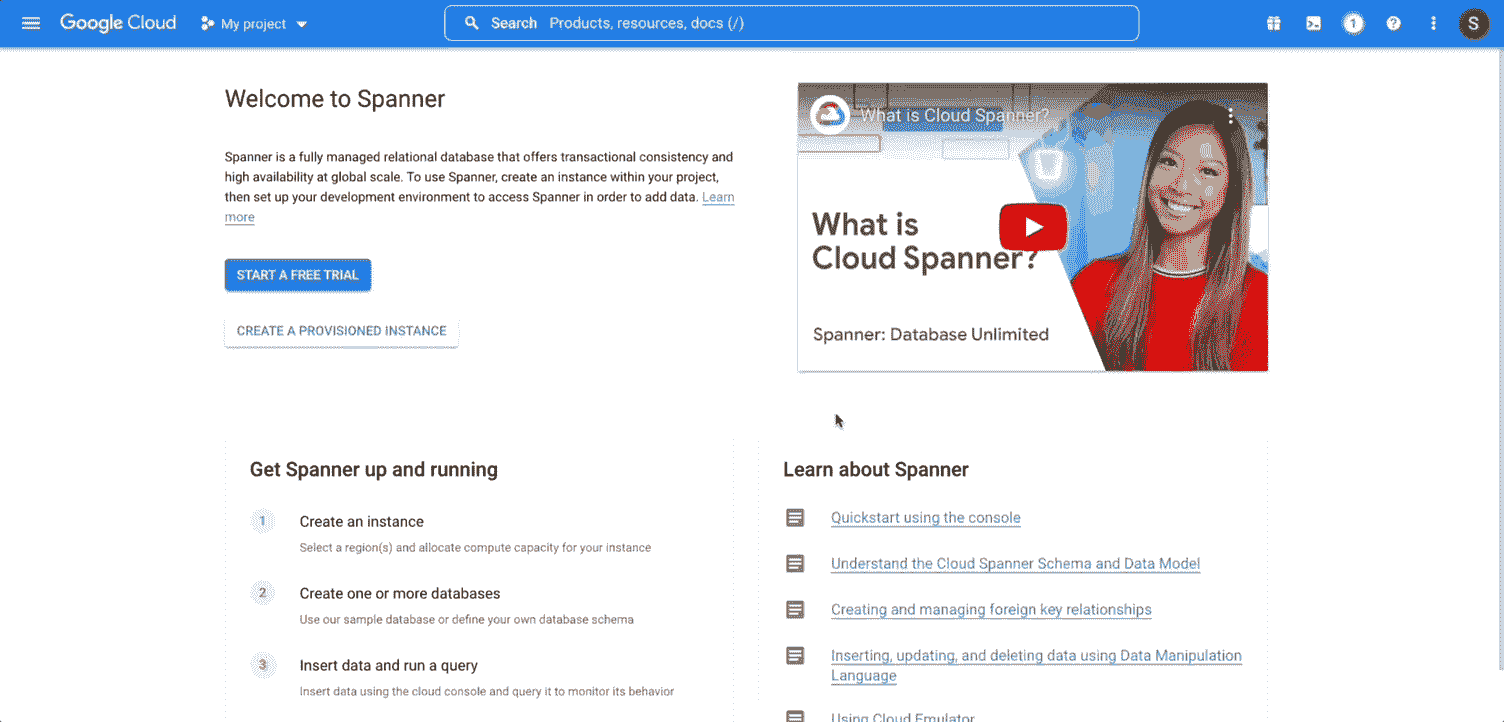 Google Cloud
My project
Search Products, resources, docs (/)
1
?
S
Welcome to Spanner
Spanner is a fully managed relational database that offers transactional consistency and
high availability at global scale. To use Spanner, create an instance within your project,
then set up your development environment to access Spanner in order to add data. Learn
more
START A FREE TRIAL
CREATE A PROVISIONED INSTANCE
What is Cloud Spanner?
What is
Cloud Spanner?
Spanner: Database Unlimited
Get Spanner up and running
1
Create an instance
Select a region(s) and allocate compute capacity for your instance
2
Create one or more databases
Use our sample database or define your own database schema
3
Insert data and run a query
Insert data using the cloud console and query it to monitor its behavior
Learn about Spanner
Quickstart using the console
Understand the Cloud Spanner Schema and Data Model
Creating and managing foreign key relationships
Inserting, updating, and deleting data using Data Manipulation
Language
Using Cloud Emulator